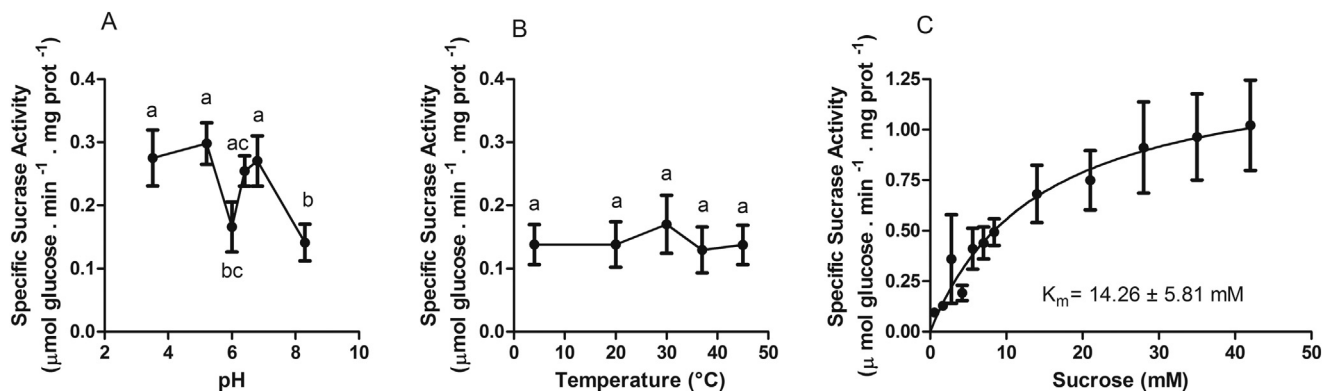 A
Specific Sucrase Activity
(μmol glucose . min -1 . mg prot -1)
0.4
0.3
0.2
0.1
0.0
a
a
ac
a
bc
b
2
4
6
8
10
pH
B
Specific Sucrase Activity
(μmol glucose . min -1 . mg prot -1)
0.4
0.3
0.2
0.1
0.0
a
a
a
a
a
0
10
20
30
40
50
Temperature (°C)
C
Specific Sucrase Activity
(μ mol glucose . min -1 . mg prot -1)
1.25
1.00
0.75
0.50
0.25
0.00
Km = 14.26 ± 5.81 mM
0
10
20
30
40
50
Sucrose (mM)